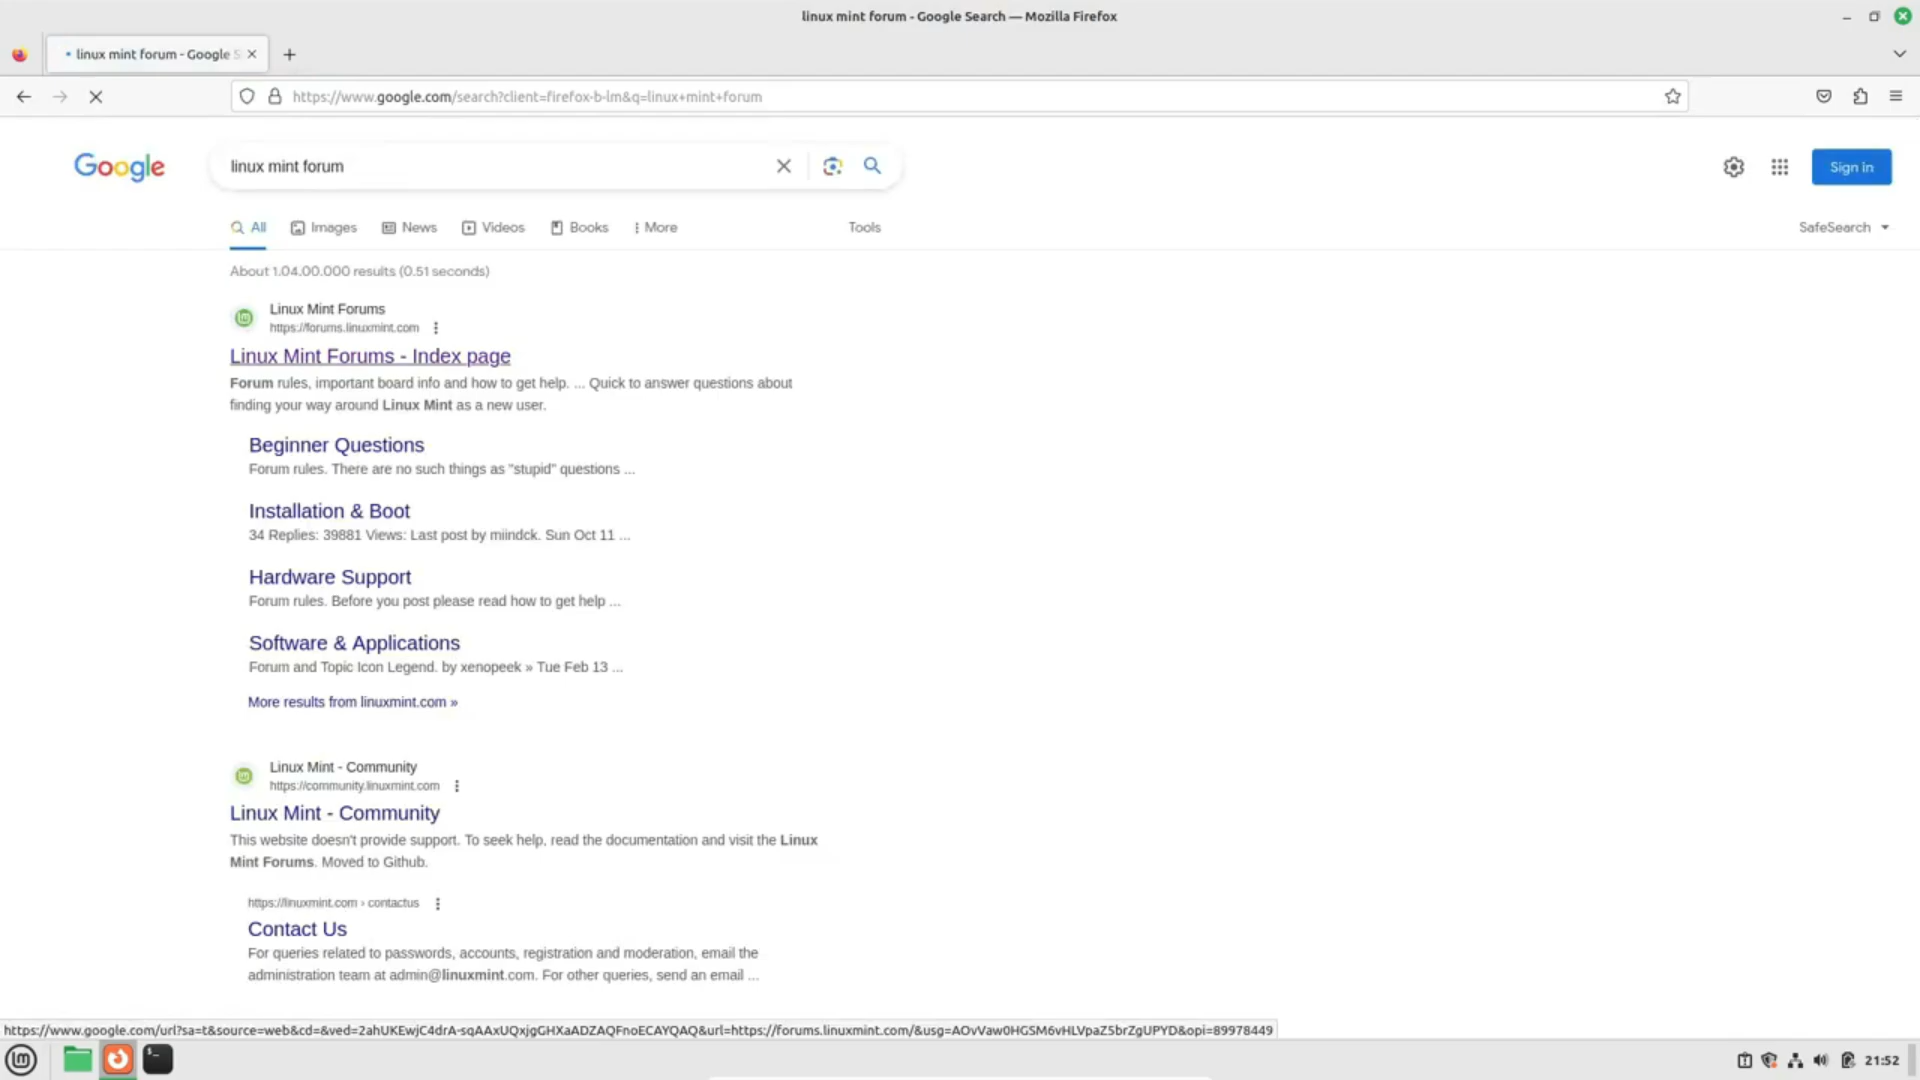 linux mint forum - Google Search — Mozilla Firefox
linux mint forum - Google S
https://www.google.com/search?client=firefox-b-lm&q=linux+mint+forum
Google
linux mint forum
Sign in
All
Images
News
Videos
Books
More
Tools
SafeSearch
About 1.04.00.000 results (0.51 seconds)
Linux Mint Forums
https://forums.linuxmint.com
Linux Mint Forums - Index page
Forum rules, important board info and how to get help. ... Quick to answer questions about
finding your way around Linux Mint as a new user.
Beginner Questions
Forum rules. There are no such things as "stupid" questions ...
Installation & Boot
34 Replies: 39881 Views: Last post by miindck. Sun Oct 11 ...
Hardware Support
Forum rules. Before you post please read how to get help ...
Software & Applications
Forum and Topic Icon Legend. by xenopeek » Tue Feb 13 ...
More results from linuxmint.com »
Linux Mint - Community
https://community.linuxmint.com
Linux Mint - Community
This website doesn't provide support. To seek help, read the documentation and visit the Linux
Mint Forums. Moved to Github.
https://linuxmint.com › contactus
Contact Us
For queries related to passwords, accounts, registration and moderation, email the
administration team at admin@linuxmint.com. For other queries, send an email ...
https://www.google.com/url?sa=t&source=web&cd=&ved=2ahUKEwjC4drA-sqAAxUQxjgGHXaADZAQFnoECAYQAQ&url=https://forums.linuxmint.com/&usg=AOvVaw0HGSM6vHLVpaZ5brZgUPYD&opi=89978449
21:52